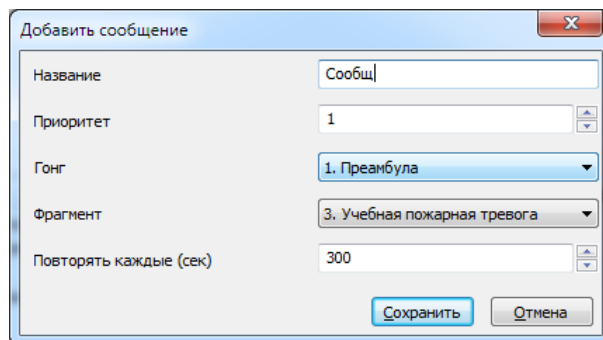 Добавить сообщение
Название Сообщ
Приоритет 1
Гонг 1. Преамбула
Фрагмент 3. Учебная пожарная тревога
Повторять каждые (сек) 300
Сохранить Отмена